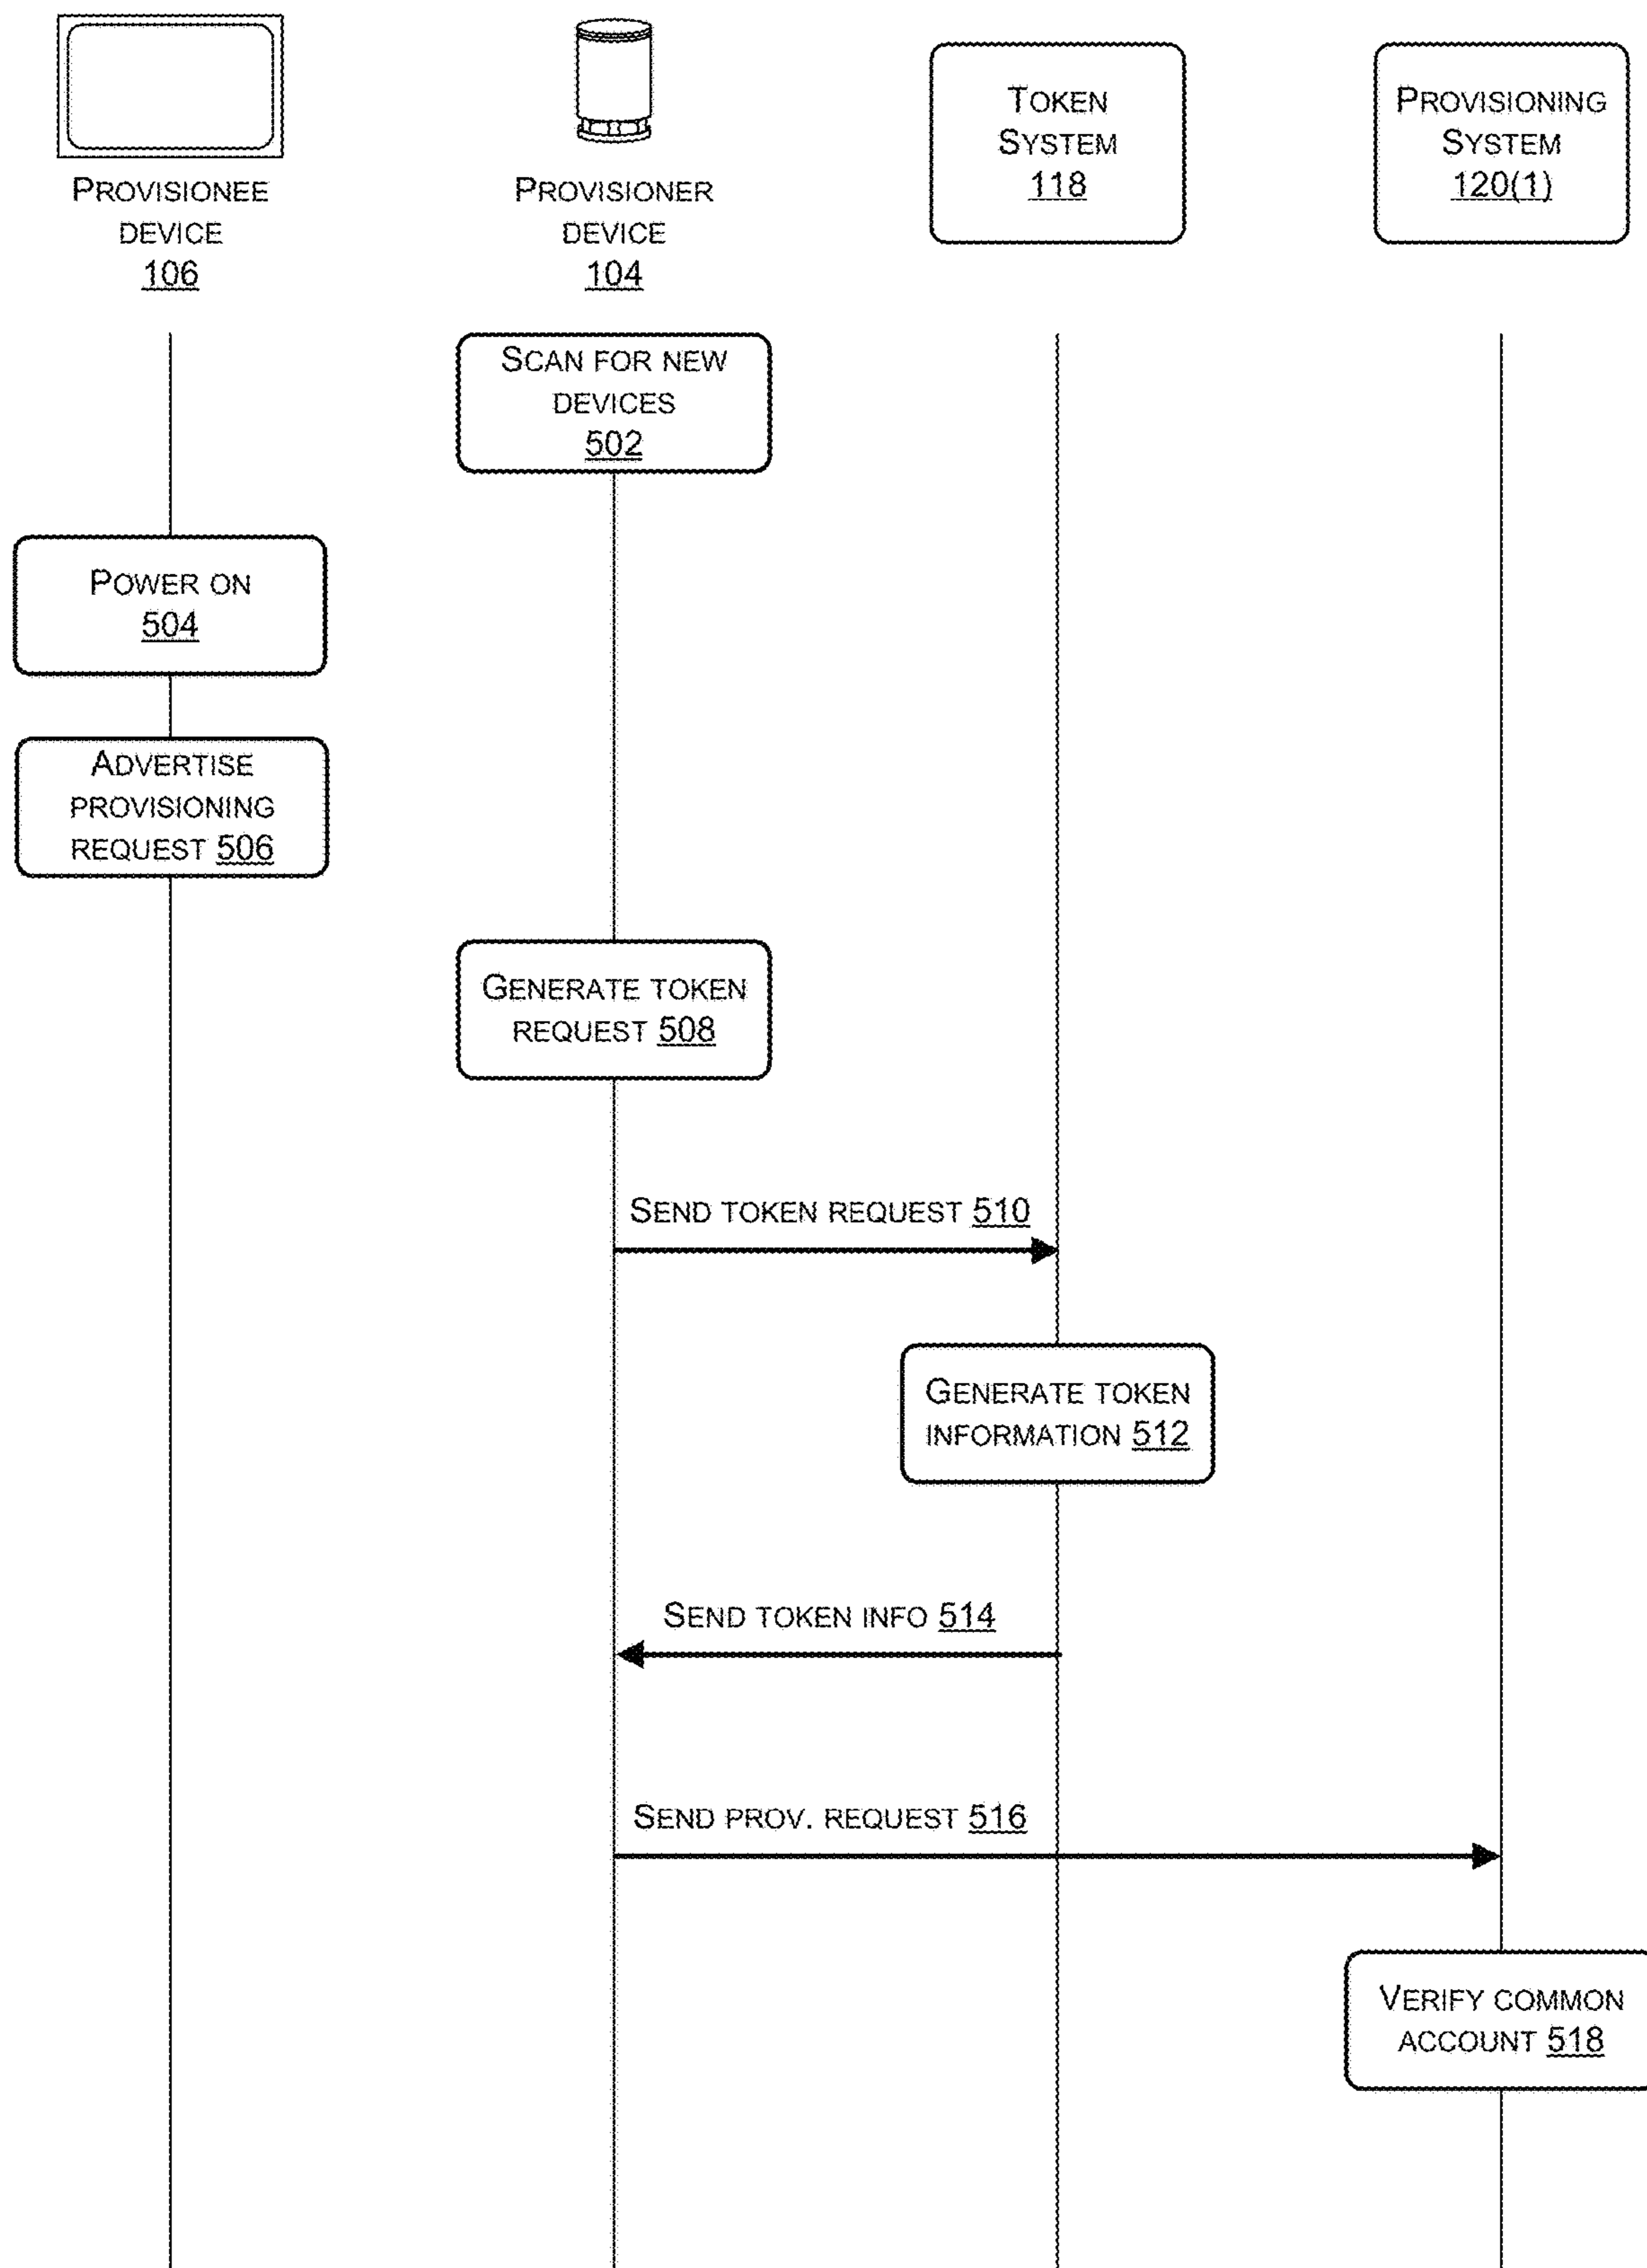 PROVISIONEE
DEVICE
106
PROVISIONER
DEVICE
104
TOKEN
SYSTEM
118
PROVISIONING
SYSTEM
120(1)
SCAN FOR NEW
DEVICES
502
POWER ON
504
ADVERTISE
PROVISIONING
REQUEST 506
GENERATE TOKEN
REQUEST 508
SEND TOKEN REQUEST 510
GENERATE TOKEN
INFORMATION 512
SEND TOKEN INFO 514
SEND PROV. REQUEST 516
VERIFY COMMON
ACCOUNT 518